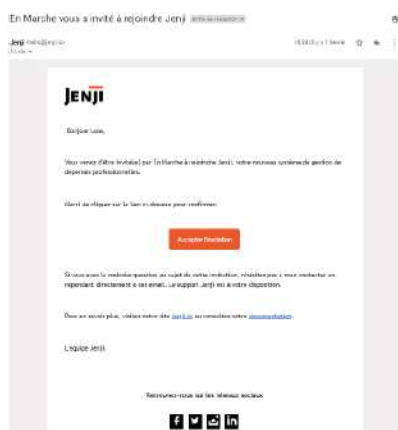 En Marche vous a invité à rejoindre Jenji
Jenji
JENJI
Bonjour
Vous venez d'être invité(e) par En Marche à rejoindre Jenji, votre nouveau système de gestion de
dépenses professionnelles.
Merci de cliquer sur le lien ci-dessous pour confirmer.
Accepter l'invitation
Si vous avez la moindre question au sujet de cette invitation, n'hésitez pas à nous contacter en
répondant directement à cet email. Le support Jenji est à votre disposition.
Pour en savoir plus, visitez notre site jenji.io ou consultez notre documentation.
L'équipe Jenji
Retrouvez-nous sur les réseaux sociaux